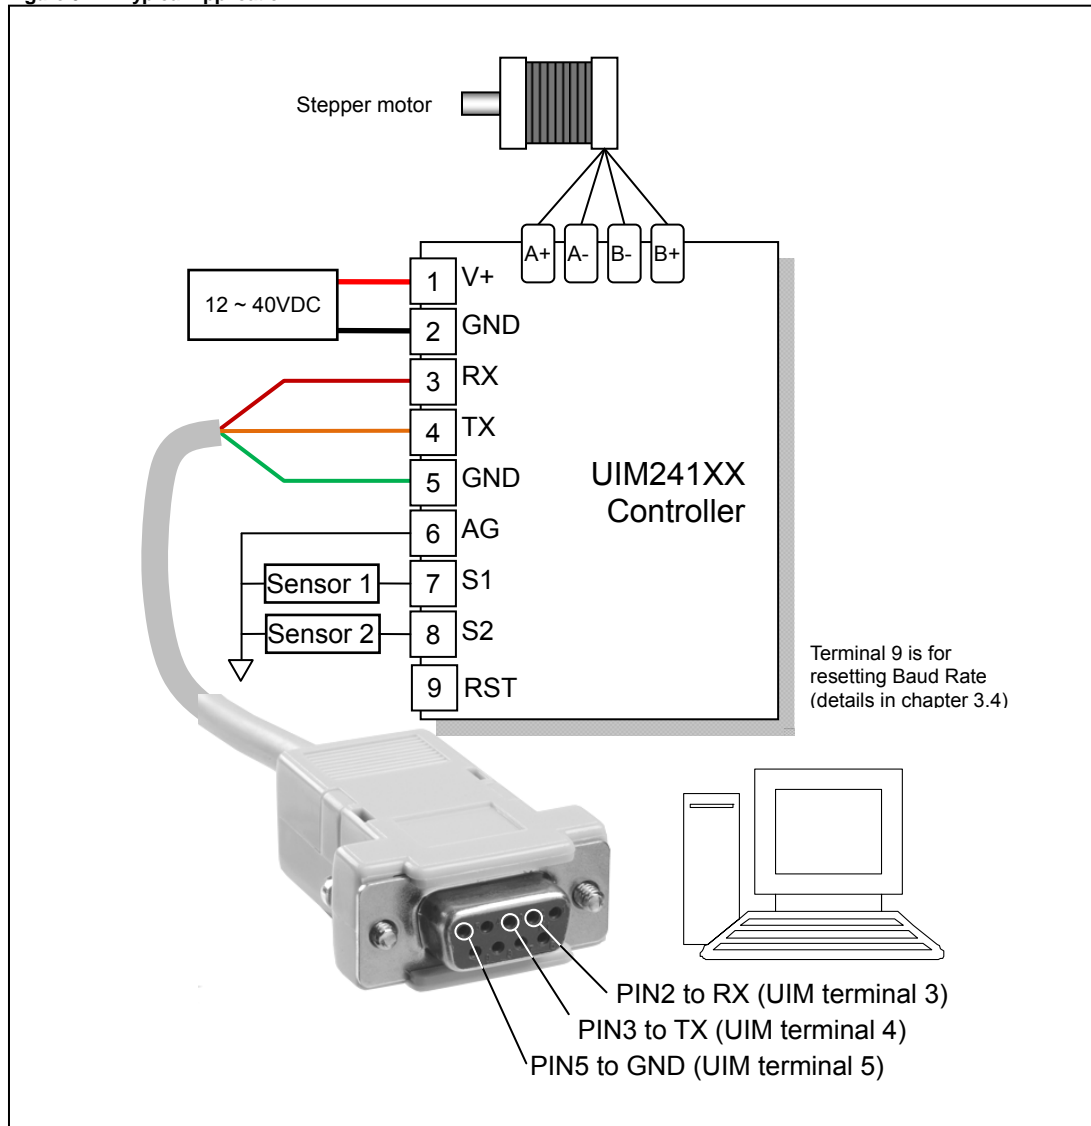 Stepper motor
A+ A- B- B+
1 V+
12 ~ 40VDC
2 GND
3 RX
4 TX
5 GND
UIM241XX
Controller
6 AG
Sensor 1 7 S1
Sensor 2 8 S2
9 RST
Terminal 9 is for
resetting Baud Rate
(details in chapter 3.4)
PIN2 to RX (UIM terminal 3)
PIN3 to TX (UIM terminal 4)
PIN5 to GND (UIM terminal 5)